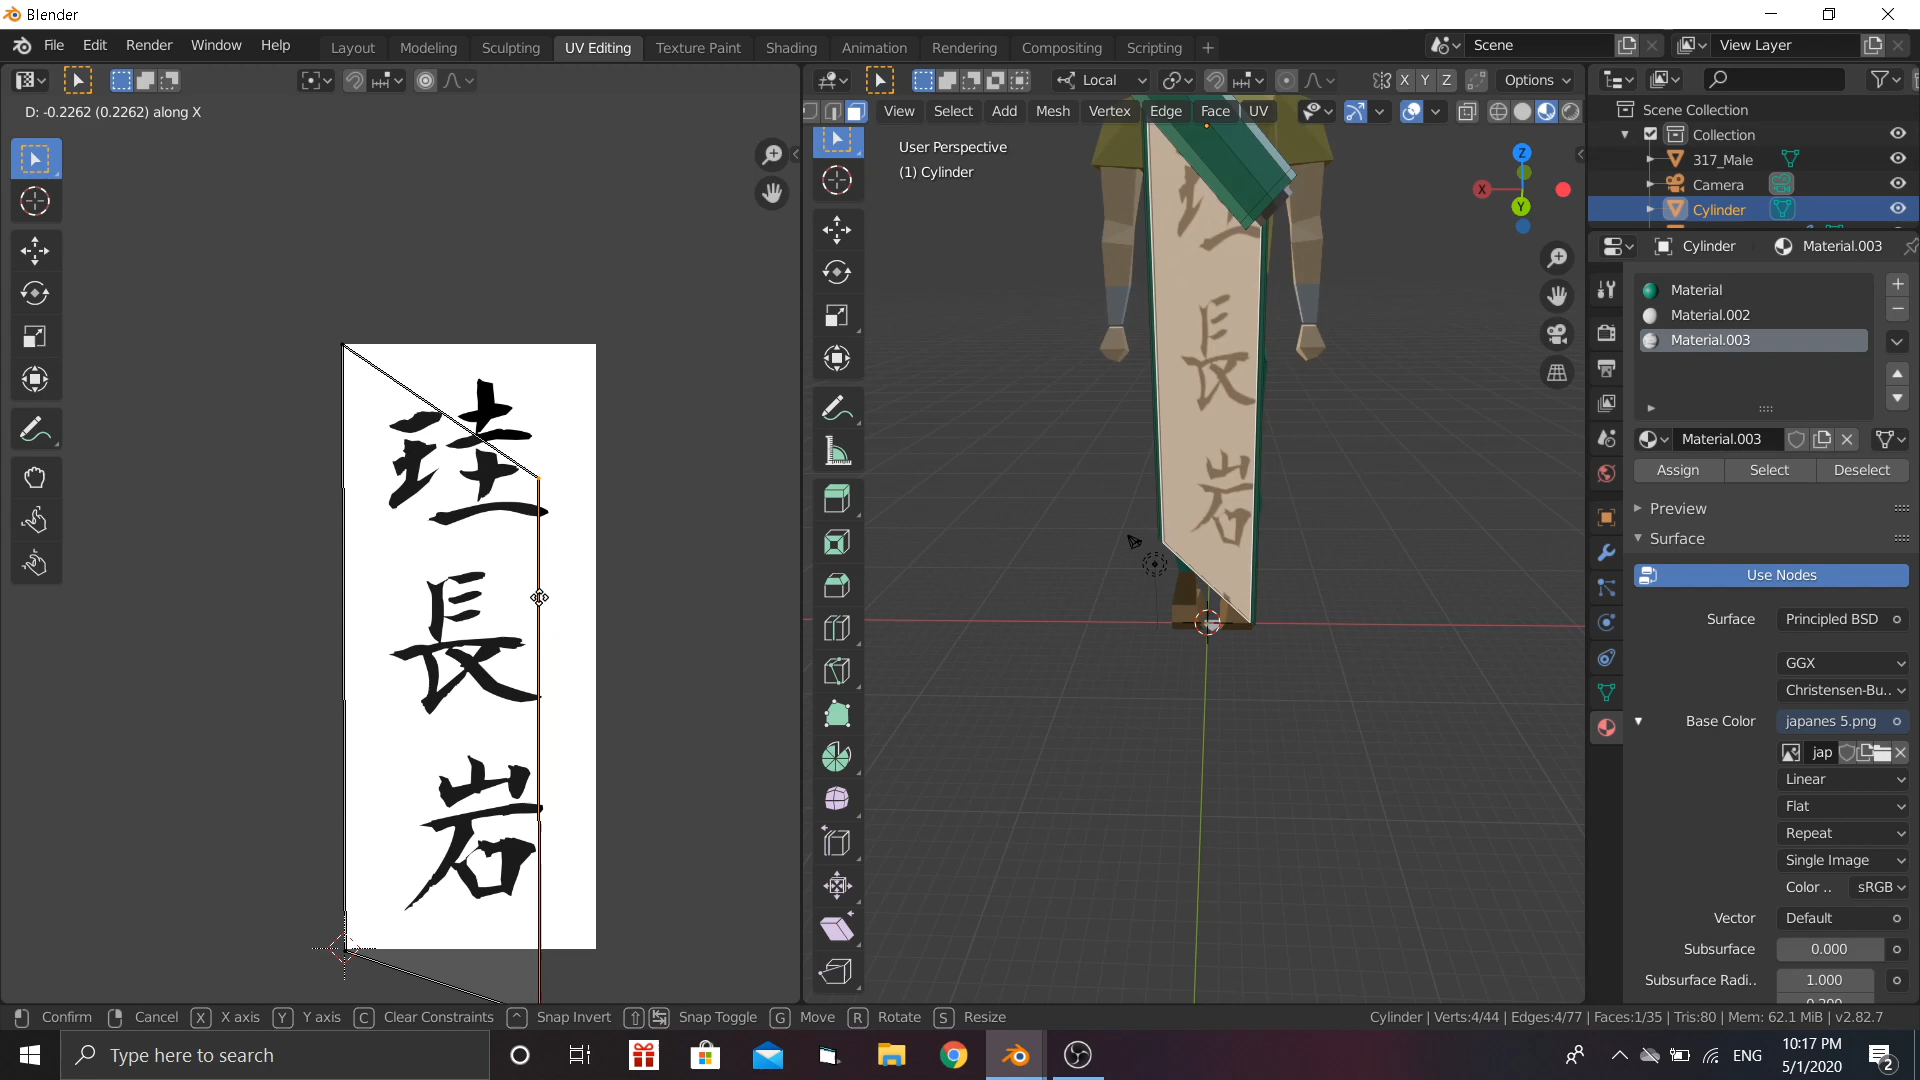 Blender
File Edit Render Window Help Layout Modeling Sculpting UV Editing Texture Paint Shading Animation Rendering Compositing Scripting + Scene View Layer
Local X Y Z Options
D: -0.2262 (0.2262) along X
View Select Add Mesh Vertex Edge Face UV
User Perspective
(1) Cylinder
Z
X
Y
珪
長
岩
長
岩
Scene Collection
Collection
317_Male
Camera
Cylinder
Cylinder Material.003
Material
Material.002
Material.003
Material.003
Assign Select Deselect
Preview
Surface
Use Nodes
Surface Principled BSD
GGX
Christensen-Bu..
Base Color japanes 5.png
jap
Linear
Flat
Repeat
Single Image
Color .. sRGB
Vector Default
Subsurface 0.000
Subsurface Radi.. 1.000
0.200
Confirm Cancel X X axis Y Y axis C Clear Constraints Snap Invert Snap Toggle G Move R Rotate S Resize Cylinder | Verts:4/44 | Edges:4/77 | Faces:1/35 | Tris:80 | Mem: 62.1 MiB | v2.82.7
Type here to search
ENG
10:17 PM
5/1/2020
2